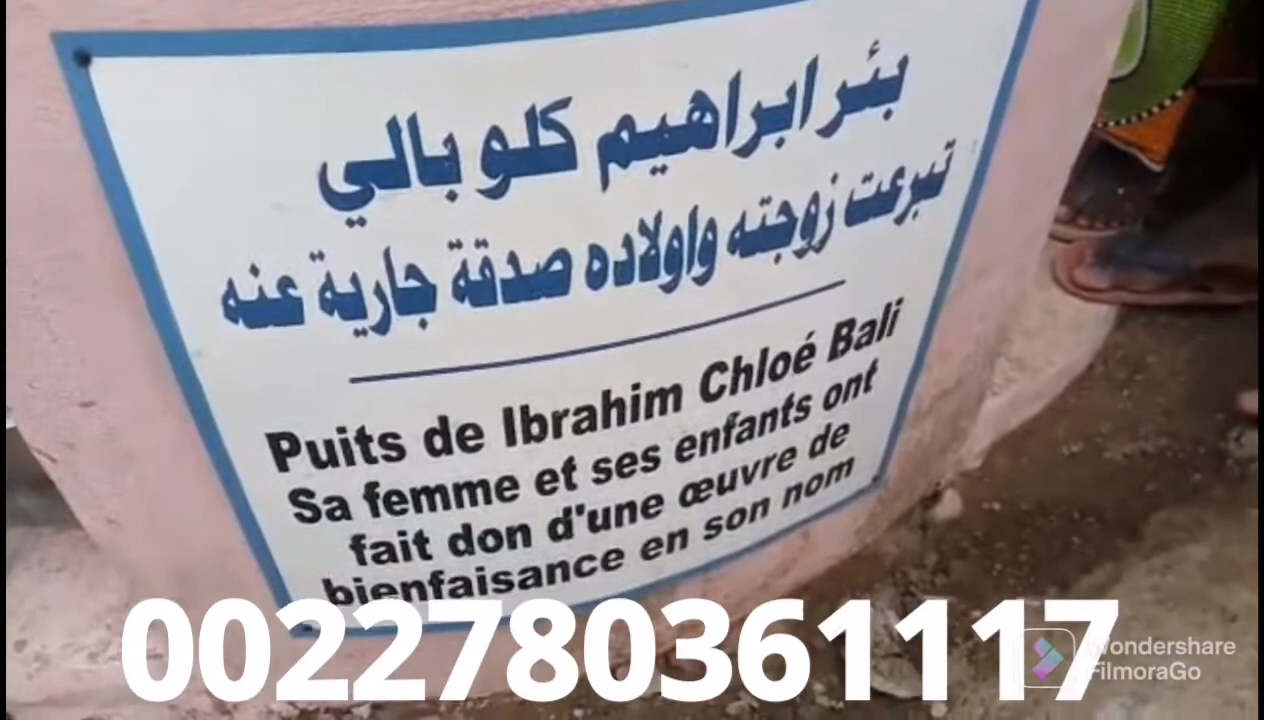 بئر ابراهيم كلو بالي
تبرعت زوجته واولاده صدقة جارية عنه
Puits de Ibrahim Chloé Bali
Sa femme et ses enfants ont
fait don d'une œuvre de
bienfaisance en son nom
0022780361117
Wondershare
FilmoraGo